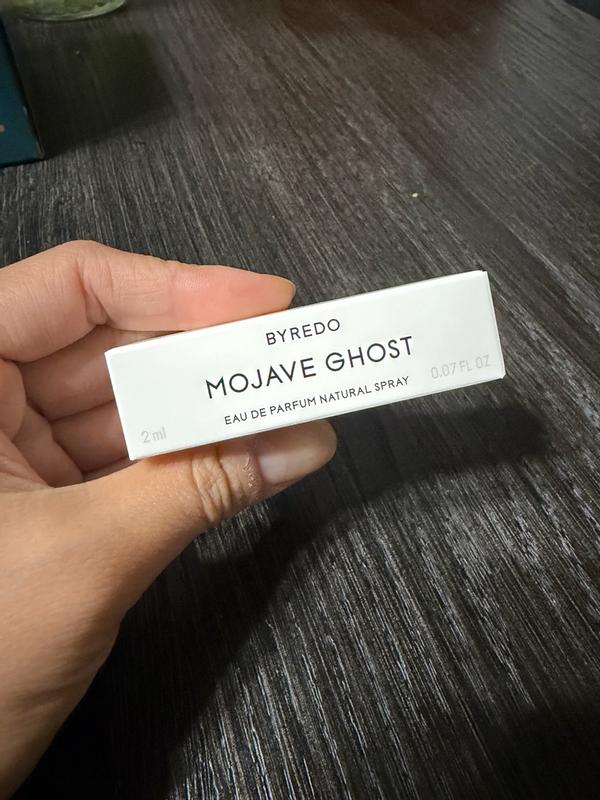 BYREDO
MOJAVE GHOST
EAU DE PARFUM NATURAL SPRAY
2 ml
0.07 FL OZ